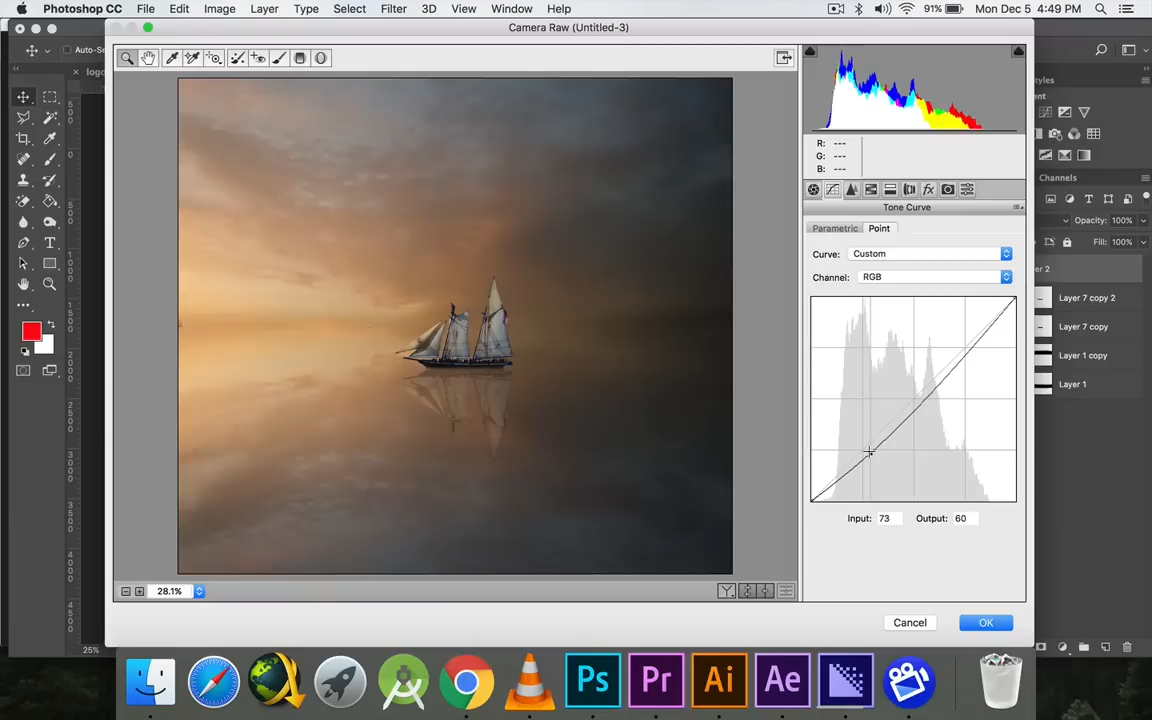 Photoshop CC File Edit Image Layer Type Select Filter 3D View Window Help 91% Mon Dec 5 4:49 PM
Camera Raw (Untitled-3)
Auto-Se
logo
R: ---
G: ---
B: ---
Tone Curve
Parametric Point
Curve: Custom
Channel: RGB
Input: 73 Output: 60
28.1%
Cancel OK
25%
Channels
Opacity: 100%
Fill: 100%
Layer 7 copy 2
Layer 7 copy
Layer 1 copy
Layer 1
Ps Pr Ai Ae